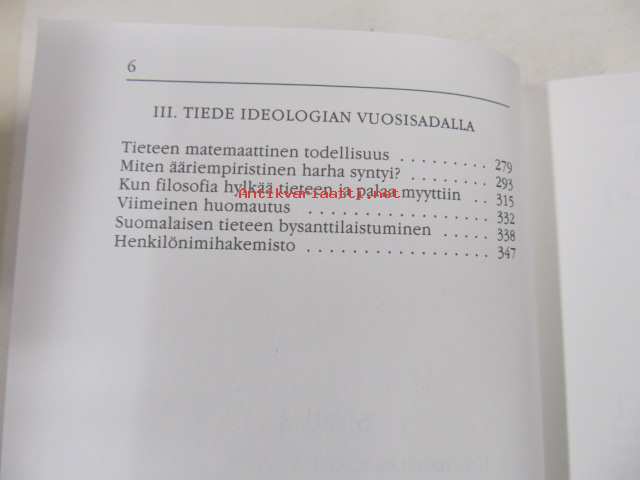 6
III. TIEDE IDEOLOGIAN VUOSISADALLA
Tieteen matemaattinen todellisuus . . . . . . . . 279
Miten ääriempiristinen harha syntyi? . . . . . . . 293
Kun filosofia hylkää tieteen ja palaa myyttiin . . 315
Antikvariaatti.net
Viimeinen huomautus . . . . . . . . . . . . . . . 332
Suomalaisen tieteen bysanttilaistuminen . . . . . 338
Henkilönimihakemisto . . . . . . . . . . . . . . . 347